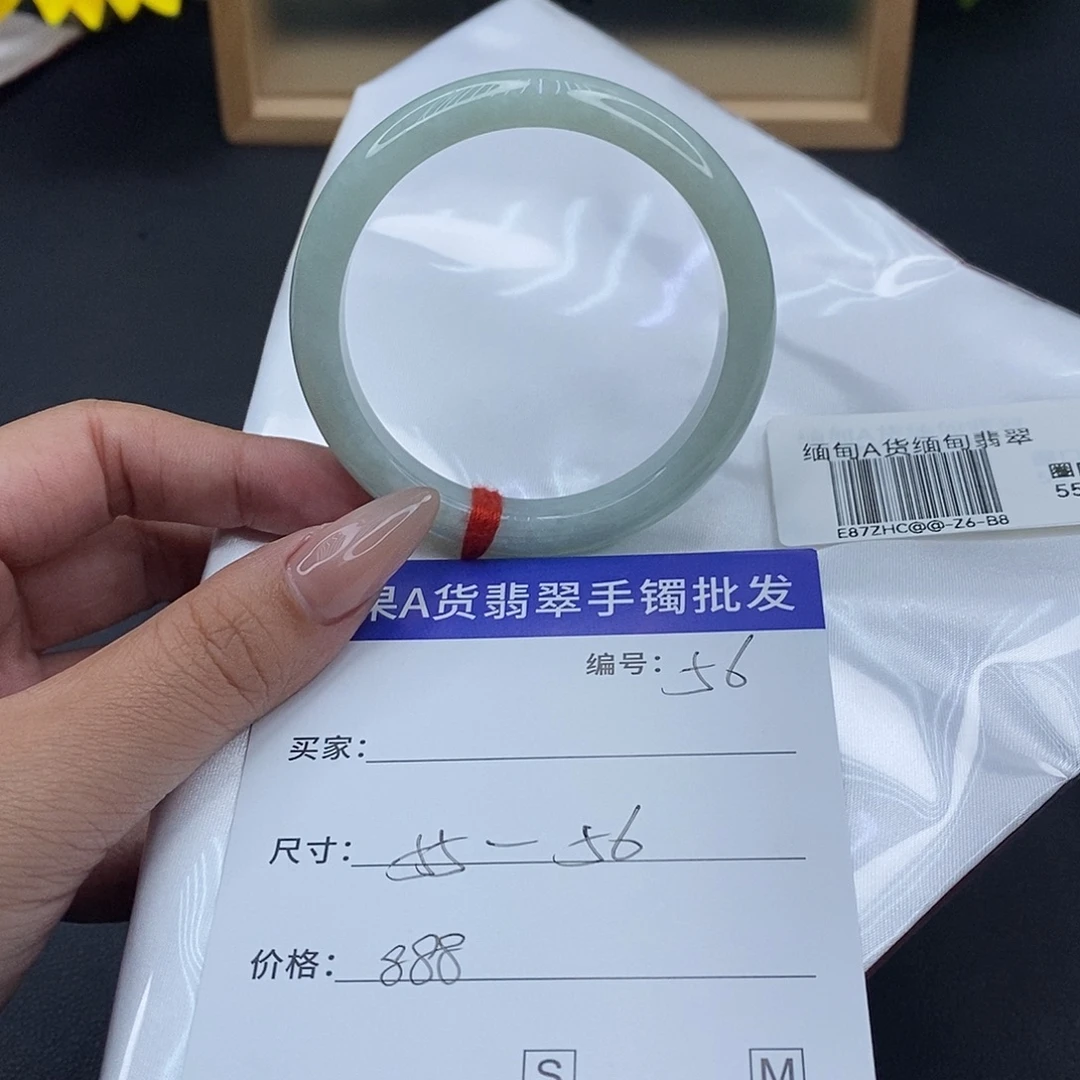 缅甸A货缅甸翡翠
E87ZHC@@-Z6-B8
圈
55
A货翡翠手镯批发
编号：56
买家：
尺寸：55－56
价格：888
S M